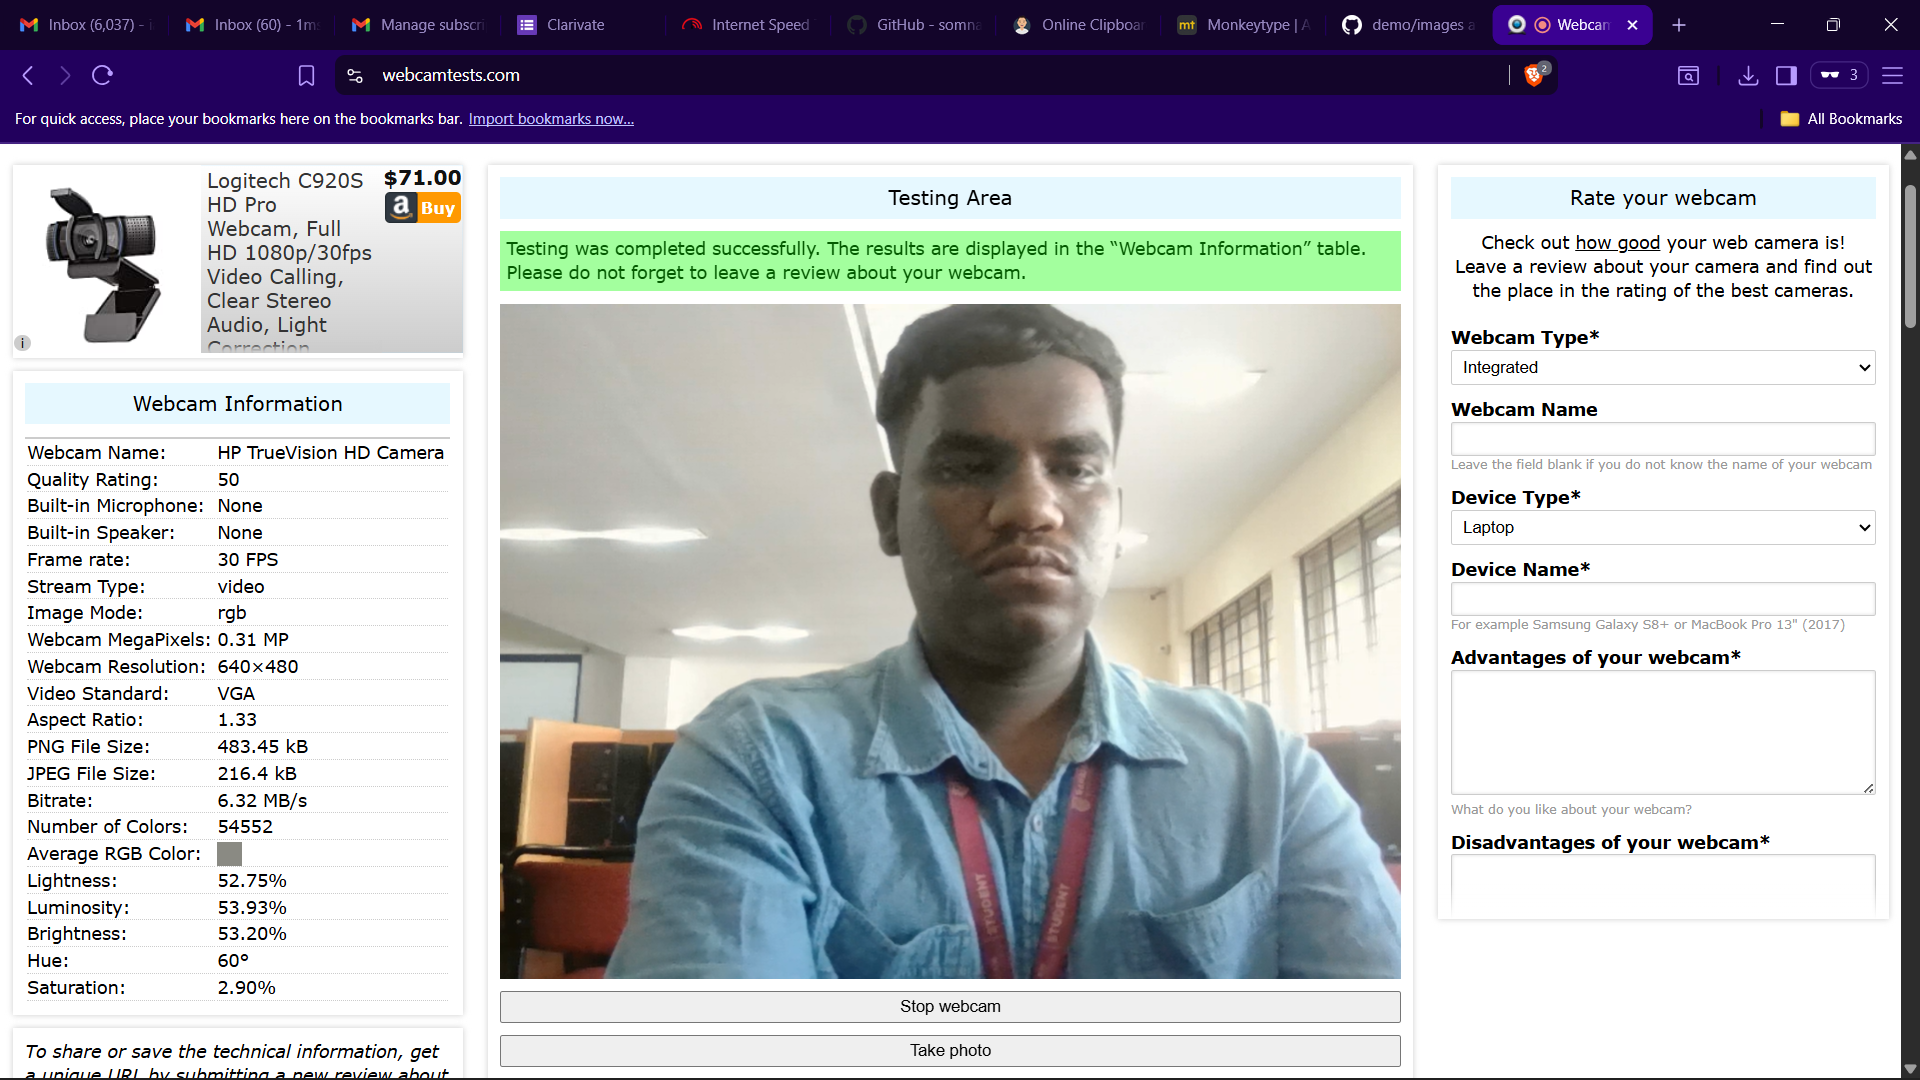 Inbox (6,037) - 
Inbox (60) - 1m
Manage subscri
Clarivate
Internet Speed
GitHub - somna
Online Clipboar
Monkeytype | A
demo/images a
Webcan
webcamtests.com
2
3
For quick access, place your bookmarks here on the bookmarks bar. Import bookmarks now...
All Bookmarks
Logitech C920S
HD Pro
Webcam, Full
HD 1080p/30fps
Video Calling,
Clear Stereo
Audio, Light
Correction
$71.00
a Buy
i
Webcam Information
Webcam Name: HP TrueVision HD Camera
Quality Rating: 50
Built-in Microphone: None
Built-in Speaker: None
Frame rate: 30 FPS
Stream Type: video
Image Mode: rgb
Webcam MegaPixels: 0.31 MP
Webcam Resolution: 640×480
Video Standard: VGA
Aspect Ratio: 1.33
PNG File Size: 483.45 kB
JPEG File Size: 216.4 kB
Bitrate: 6.32 MB/s
Number of Colors: 54552
Average RGB Color:
Lightness: 52.75%
Luminosity: 53.93%
Brightness: 53.20%
Hue: 60°
Saturation: 2.90%
To share or save the technical information, get
a unique URL by submitting a new review about
Testing Area
Testing was completed successfully. The results are displayed in the “Webcam Information” table.
Please do not forget to leave a review about your webcam.
STUDENT
STUDENT
Stop webcam
Take photo
Rate your webcam
Check out how good your web camera is!
Leave a review about your camera and find out
the place in the rating of the best cameras.
Webcam Type*
Integrated
Webcam Name
Leave the field blank if you do not know the name of your webcam
Device Type*
Laptop
Device Name*
For example Samsung Galaxy S8+ or MacBook Pro 13" (2017)
Advantages of your webcam*
What do you like about your webcam?
Disadvantages of your webcam*